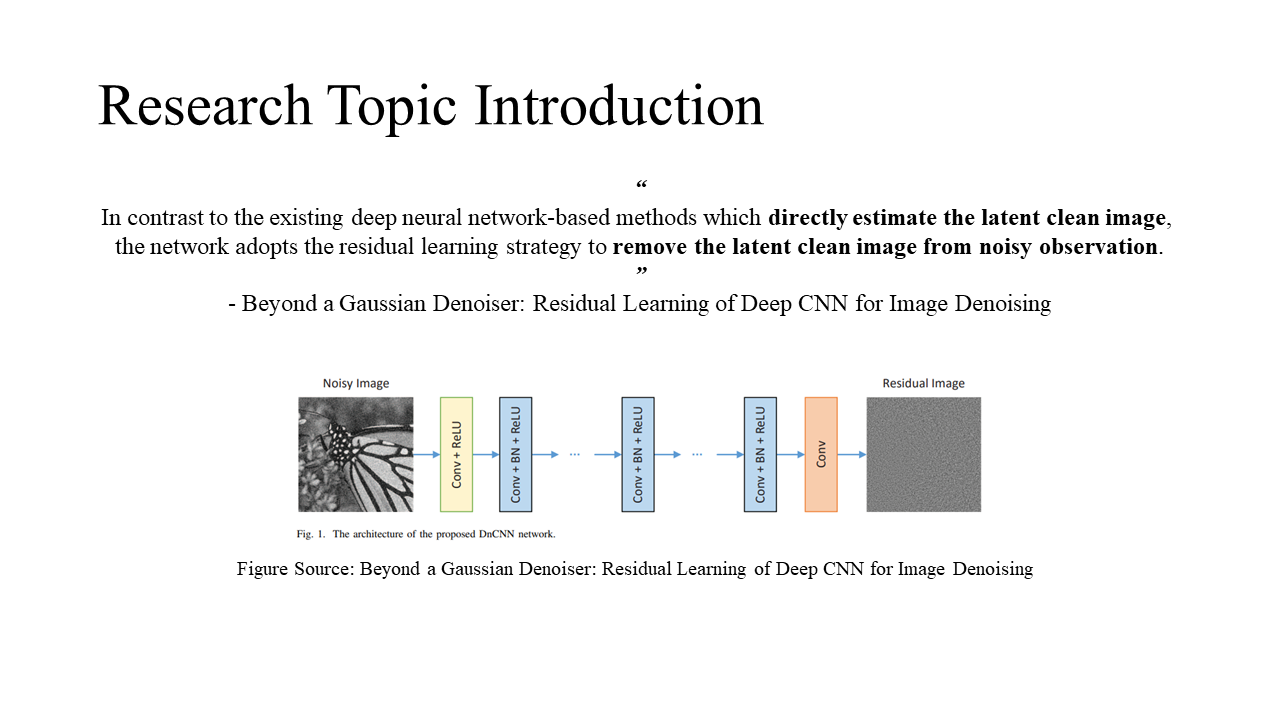 Research Topic Introduction
“
In contrast to the existing deep neural network-based methods which directly estimate the latent clean image,
the network adopts the residual learning strategy to remove the latent clean image from noisy observation.
”
- Beyond a Gaussian Denoiser: Residual Learning of Deep CNN for Image Denoising
Noisy Image
Residual Image
Conv + ReLU
Conv + BN + ReLU
...
Conv + BN + ReLU
...
Conv + BN + ReLU
Conv
Fig. 1. The architecture of the proposed DnCNN network.
Figure Source: Beyond a Gaussian Denoiser: Residual Learning of Deep CNN for Image Denoising